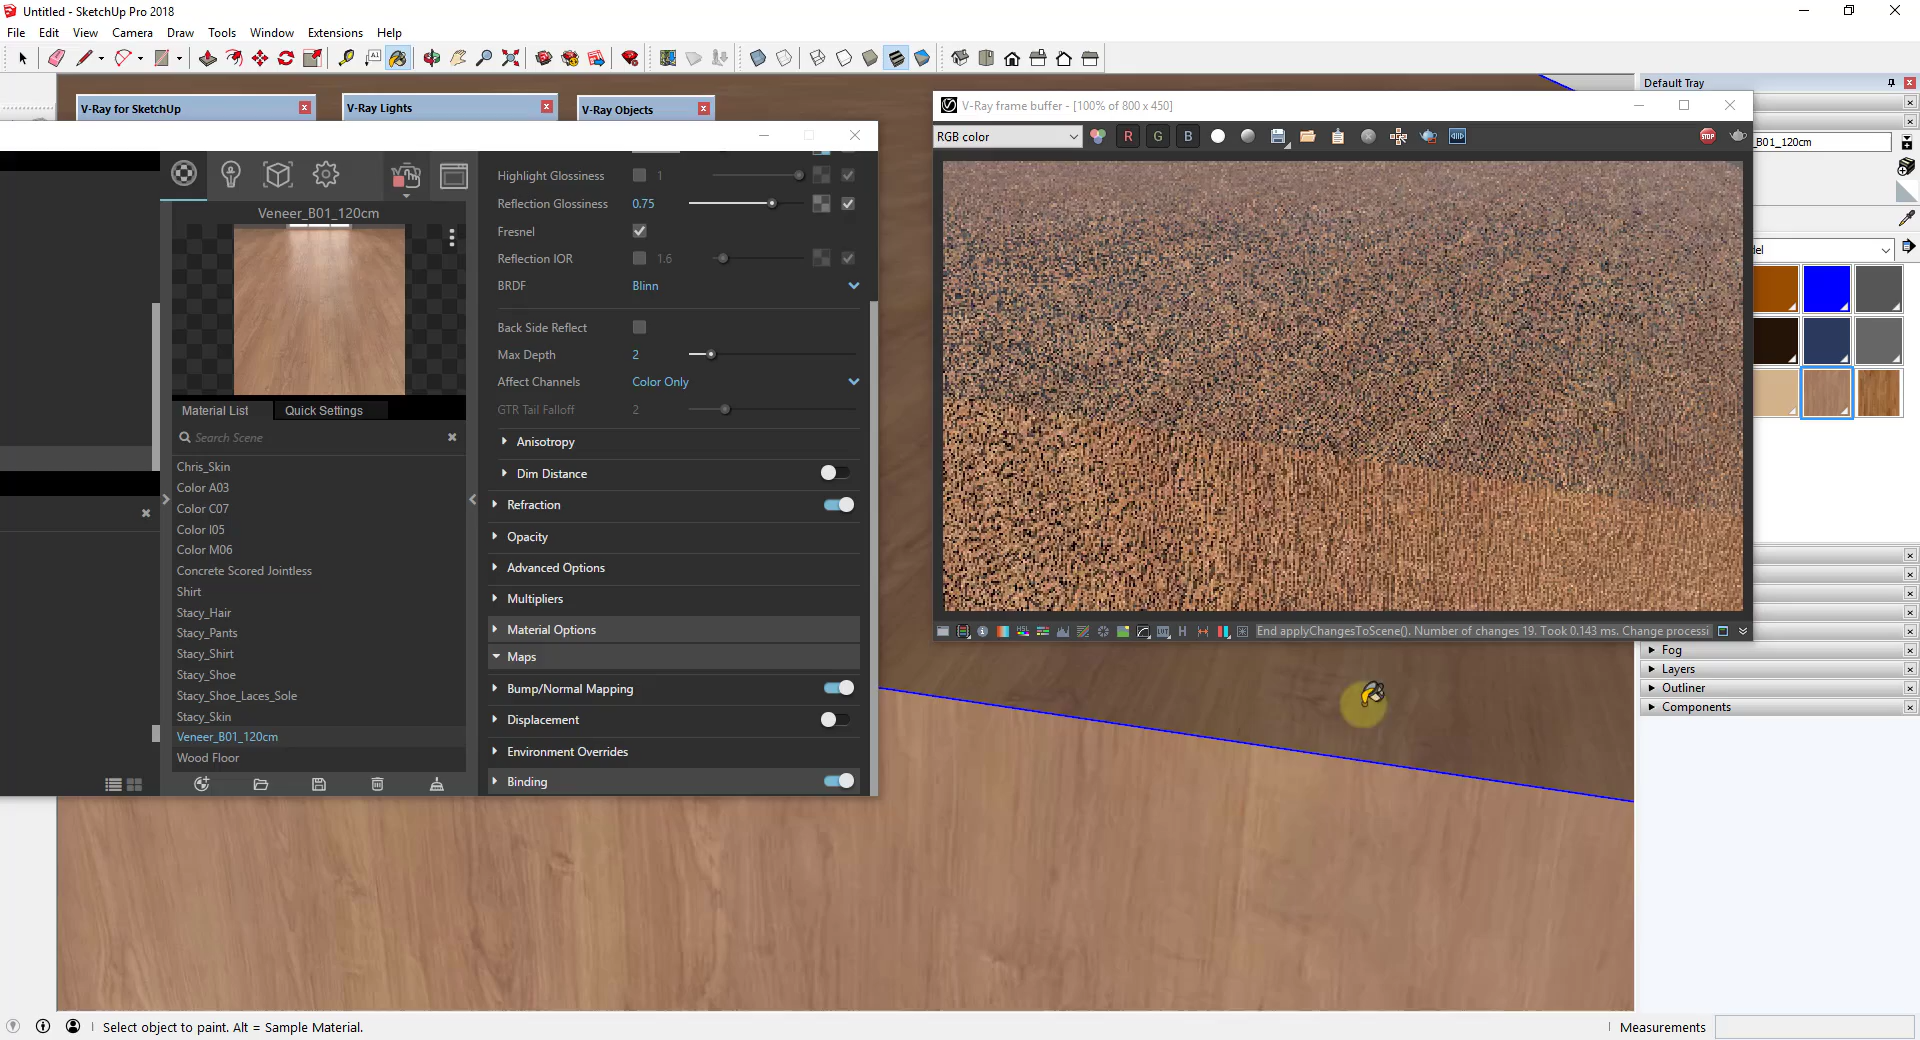 Untitled - SketchUp Pro 2018
File Edit View Camera Draw Tools Window Extensions Help
V-Ray for SketchUp
V-Ray Lights
V-Ray Objects
V-Ray frame buffer - [100% of 800 x 450]
RGB color
R G B
STOP
Default Tray
_B01_120cm
del
Veneer_B01_120cm
Material List
Quick Settings
Search Scene
Chris_Skin
Color A03
Color C07
Color I05
Color M06
Concrete Scored Jointless
Shirt
Stacy_Hair
Stacy_Pants
Stacy_Shirt
Stacy_Shoe
Stacy_Shoe_Laces_Sole
Stacy_Skin
Veneer_B01_120cm
Wood Floor
Highlight Glossiness 1
Reflection Glossiness 0.75
Fresnel
Reflection IOR 1.6
BRDF Blinn
Back Side Reflect
Max Depth 2
Affect Channels Color Only
GTR Tail Falloff 2
Anisotropy
Dim Distance
Refraction
Opacity
Advanced Options
Multipliers
Material Options
Maps
Bump/Normal Mapping
Displacement
Environment Overrides
Binding
End applyChangesToScene(). Number of changes 19. Took 0.143 ms. Change processi
Fog
Layers
Outliner
Components
Select object to paint. Alt = Sample Material.
Measurements